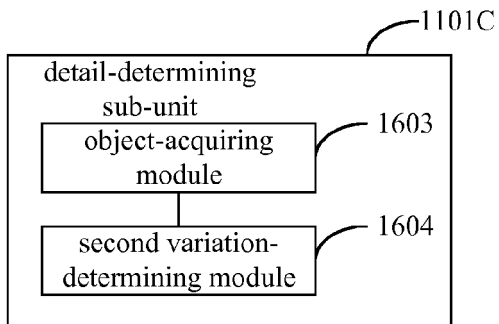 1101C
detail-determining
sub-unit
object-acquiring
module
1603
second variation-
determining module
1604